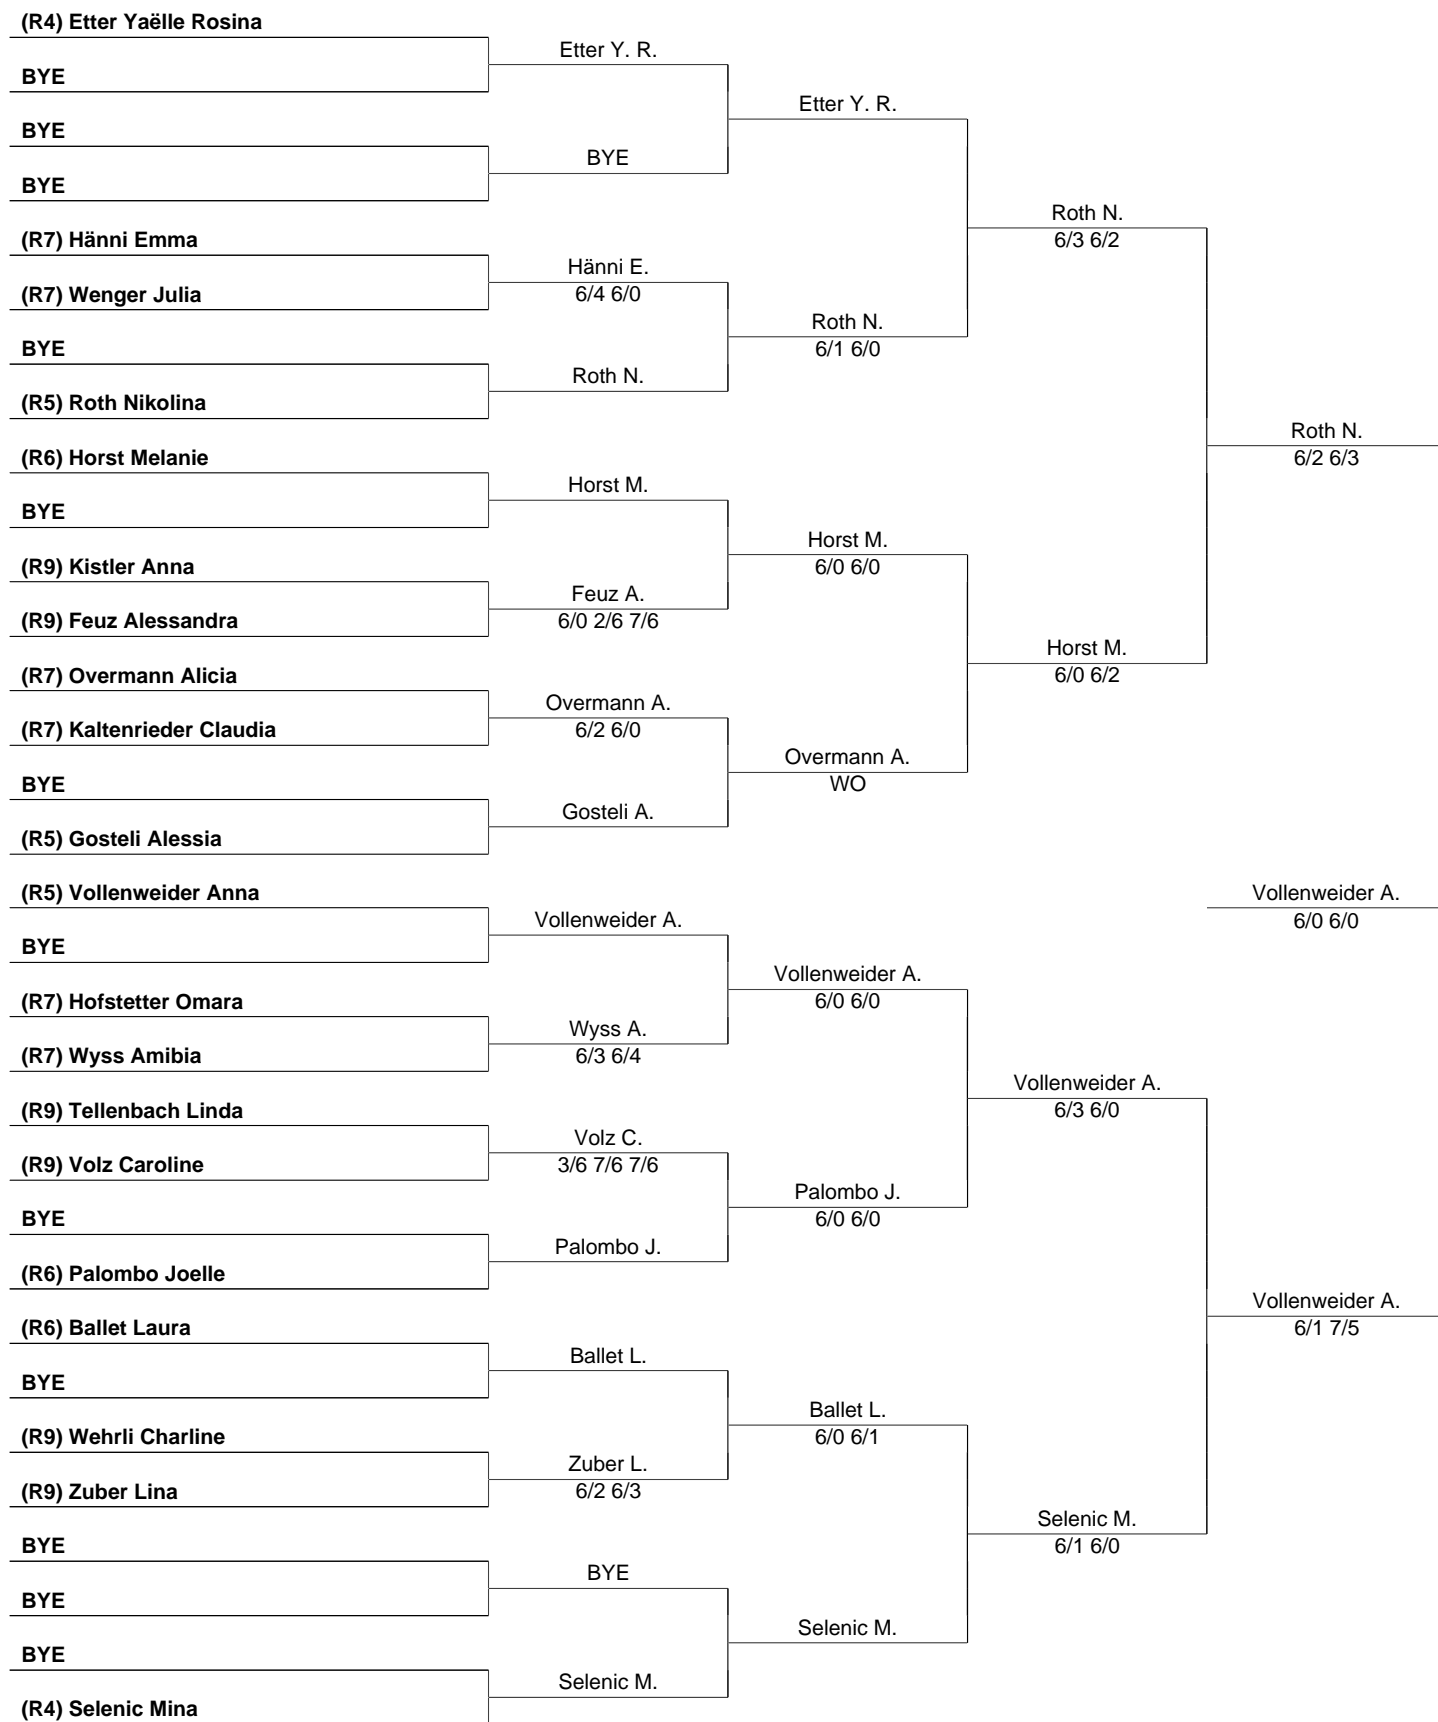 (R4) Etter Yaëlle Rosina
BYE
BYE
BYE
(R7) Hänni Emma
(R7) Wenger Julia
BYE
(R5) Roth Nikolina
(R6) Horst Melanie
BYE
(R9) Kistler Anna
(R9) Feuz Alessandra
(R7) Overmann Alicia
(R7) Kaltenrieder Claudia
BYE
(R5) Gosteli Alessia
(R5) Vollenweider Anna
BYE
(R7) Hofstetter Omara
(R7) Wyss Amibia
(R9) Tellenbach Linda
(R9) Volz Caroline
BYE
(R6) Palombo Joelle
(R6) Ballet Laura
BYE
(R9) Wehrli Charline
(R9) Zuber Lina
BYE
BYE
BYE
(R4) Selenic Mina
Etter Y. R.
BYE
Hänni E.
6/4 6/0
Roth N.
Horst M.
Feuz A.
6/0 2/6 7/6
Overmann A.
6/2 6/0
Gosteli A.
Vollenweider A.
Wyss A.
6/3 6/4
Volz C.
3/6 7/6 7/6
Palombo J.
Ballet L.
Zuber L.
6/2 6/3
BYE
Selenic M.
Etter Y. R.
Roth N.
6/1 6/0
Horst M.
6/0 6/0
Overmann A.
WO
Vollenweider A.
6/0 6/0
Palombo J.
6/0 6/0
Ballet L.
6/0 6/1
Selenic M.
Roth N.
6/3 6/2
Horst M.
6/0 6/2
Vollenweider A.
6/3 6/0
Selenic M.
6/1 6/0
Roth N.
6/2 6/3
Vollenweider A.
6/0 6/0
Vollenweider A.
6/1 7/5